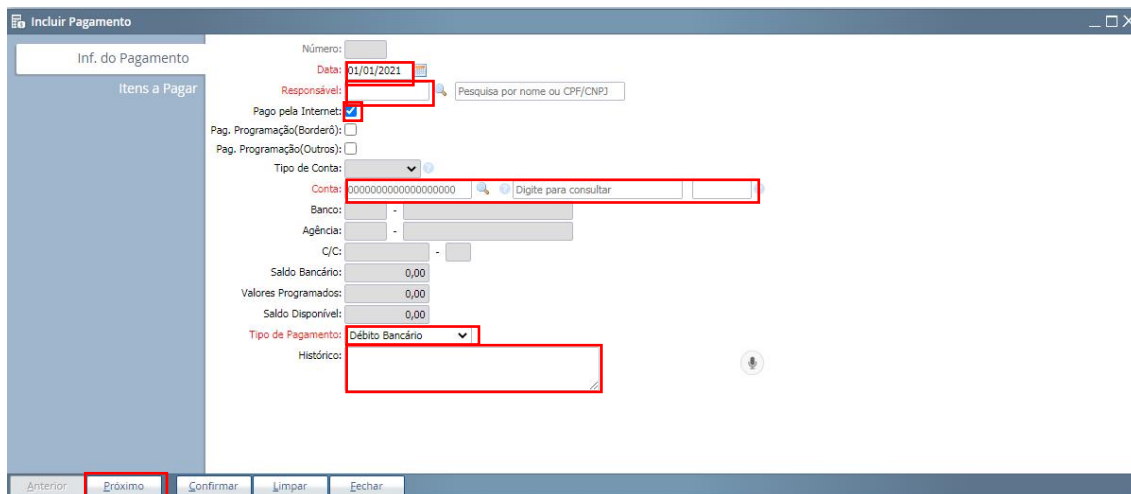 Incluir Pagamento
Inf. do Pagamento
Itens a Pagar
Número:
Data: 01/01/2021
Responsável: Pesquisa por nome ou CPF/CNPJ
Pago pela Internet:
Pag. Programação(Borderô):
Pag. Programação(Outros):
Tipo de Conta:
Conta: 0000000000000000000 Digite para consultar
Banco: -
Agência: -
C/C: -
Saldo Bancário: 0,00
Valores Programados: 0,00
Saldo Disponível: 0,00
Tipo de Pagamento: Débito Bancário
Histórico:
Anterior Próximo Confirmar Limpar Fechar